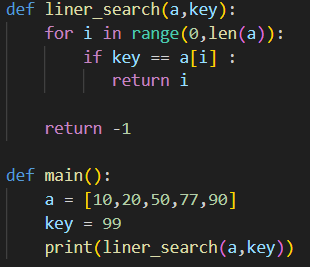 def liner_search(a,key):
    for i in range(0,len(a)):
        if key == a[i] :
           return i
    return -1
def main():
    a = [10,20,50,77,90]
    key = 99
    print(liner_search(a,key))